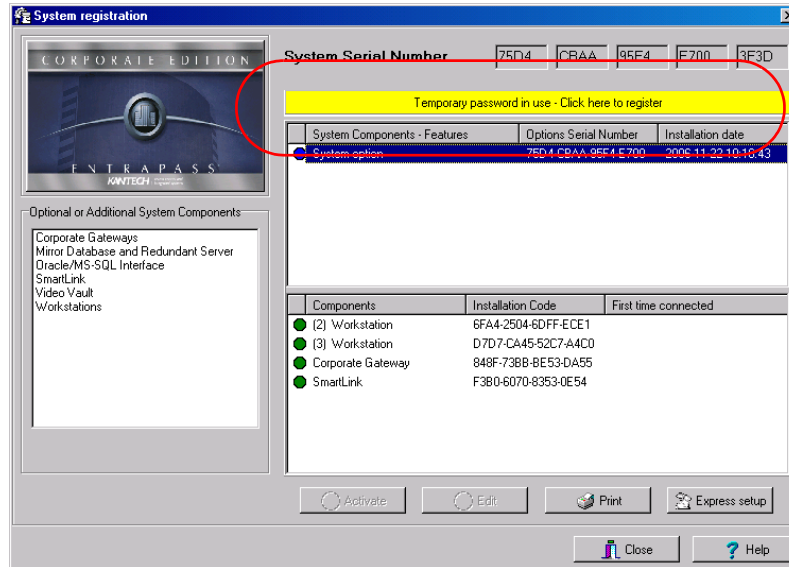 System registration
CORPORATE EDITION
ENTRAPASS
KANTECH
System Serial Number 75D4 CBAA 95F4 E700 3F3D
Temporary password in use - Click here to register
System Components - Features Options Serial Number Installation date
System option 75D4-CBAA-95F4-E700 2006-11-22 10:16:43
Optional or Additional System Components
Corporate Gateways
Mirror Database and Redundant Server
Oracle/MS-SQL Interface
SmartLink
Video Vault
Workstations
Components Installation Code First time connected
(2) Workstation 6FA4-2504-6DFF-ECE1
(3) Workstation D7D7-CA45-52C7-A4C0
Corporate Gateway 848F-73BB-BE53-DA55
SmartLink F3B0-6070-8353-0E54
Activate Edit Print Express setup
Close Help